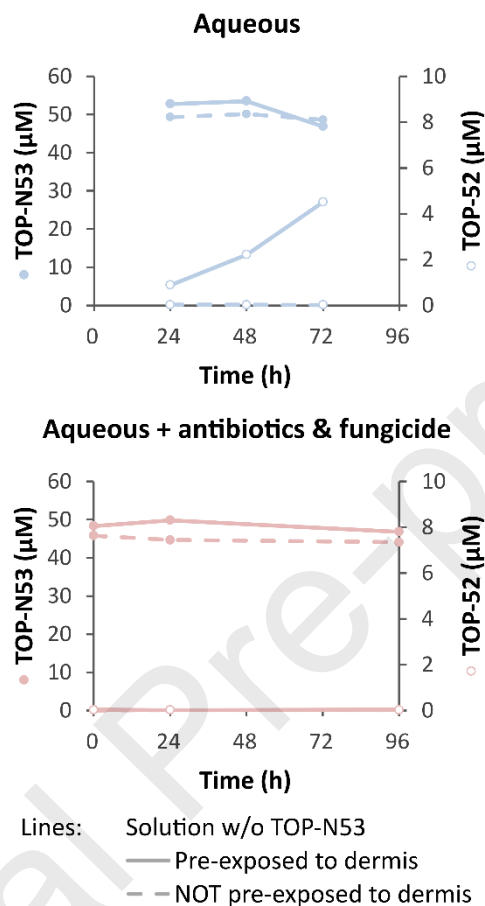 Aqueous
60
50
40
30
20
10
0
TOP-N53 (µM)
10
8
6
4
2
0
TOP-52 (µM)
0 24 48 72 96
Time (h)
Aqueous + antibiotics & fungicide
60
50
40
30
20
10
0
TOP-N53 (µM)
10
8
6
4
2
0
TOP-52 (µM)
0 24 48 72 96
Time (h)
Lines: Solution w/o TOP-N53
Pre-exposed to dermis
NOT pre-exposed to dermis
al Pre-pr